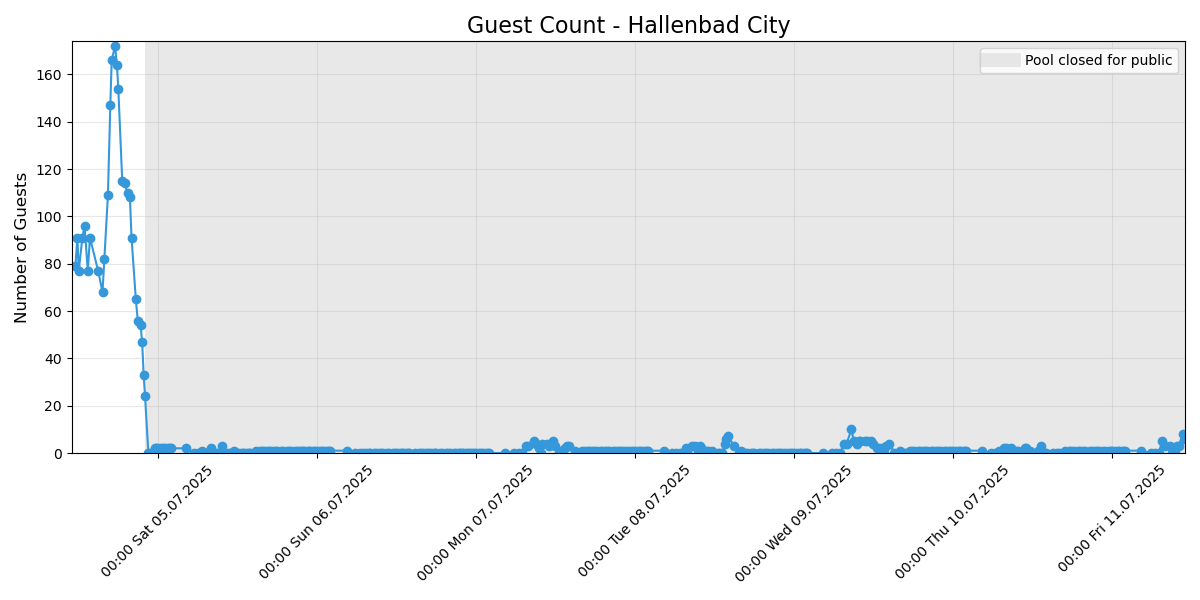 Guest Count - Hallenbad City
Pool closed for public
Number of Guests
160
140
120
100
80
60
40
20
0
00:00 Sat 05.07.2025
00:00 Sun 06.07.2025
00:00 Mon 07.07.2025
00:00 Tue 08.07.2025
00:00 Wed 09.07.2025
00:00 Thu 10.07.2025
00:00 Fri 11.07.2025